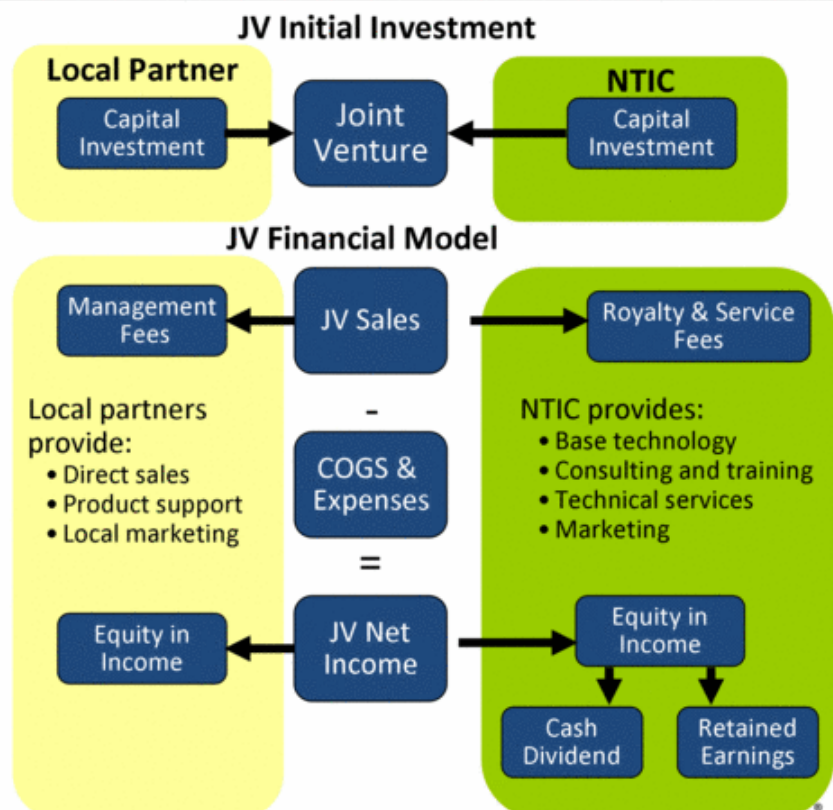 JV Initial Investment
Local Partner
NTIC
Capital
Investment
Joint
Venture
Capital
Investment
JV Financial Model
Management
Fees
JV Sales
Royalty & Service
Fees
-
Local partners
provide:
• Direct sales
• Product support
• Local marketing
COGS &
Expenses
NTIC provides:
• Base technology
• Consulting and training
• Technical services
• Marketing
=
Equity in
Income
JV Net
Income
Equity in
Income
Cash
Dividend
Retained
Earnings